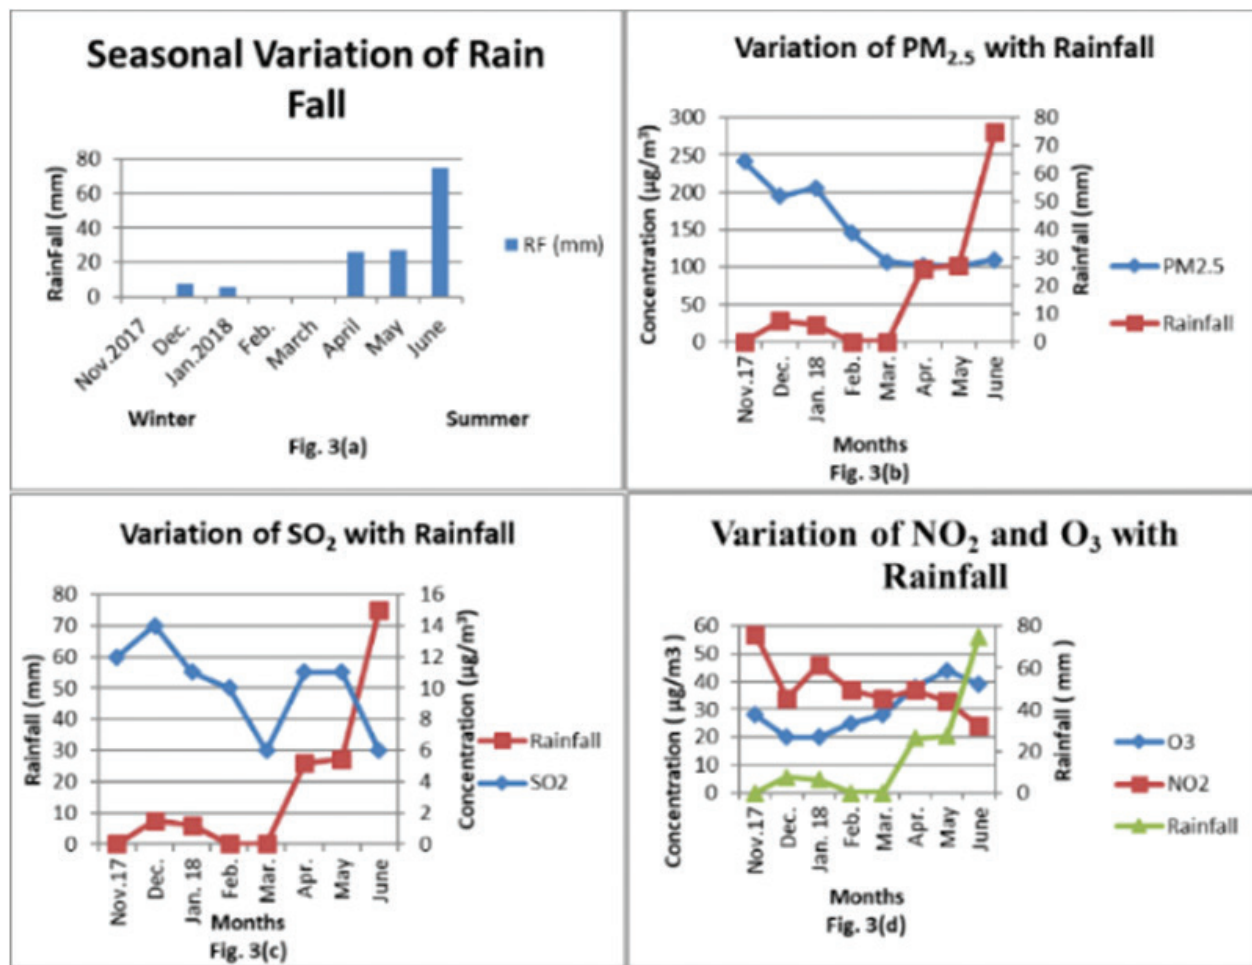 Seasonal Variation of Rain
Fall
RainFall (mm)
80
60
40
20
0
Nov.2017
Dec.
Jan.2018
Feb.
March
April
May
June
RF (mm)
Winter
Summer
Fig. 3(a)
Variation of PM2.5 with Rainfall
Concentration (µg/m³)
300
250
200
150
100
50
0
80
70
60
50
40
30
20
10
0
Rainfall (mm)
Nov.17
Dec.
Jan. 18
Feb.
Mar.
Apr.
May
June
PM2.5
Rainfall
Months
Fig. 3(b)
Variation of SO2 with Rainfall
Rainfall (mm)
80
70
60
50
40
30
20
10
0
16
14
12
10
8
6
4
2
0
Concentration (µg/m³)
Nov.17
Dec.
Jan. 18
Feb.
Mar.
Apr.
May
June
Rainfall
SO2
Months
Fig. 3(c)
Variation of NO2 and O3 with
Rainfall
Concentration ( µg/m3 )
60
50
40
30
20
10
0
80
60
40
20
0
Rainfall ( mm )
Nov.17
Dec.
Jan. 18
Feb.
Mar.
Apr.
May
June
O3
NO2
Rainfall
Months
Fig. 3(d)